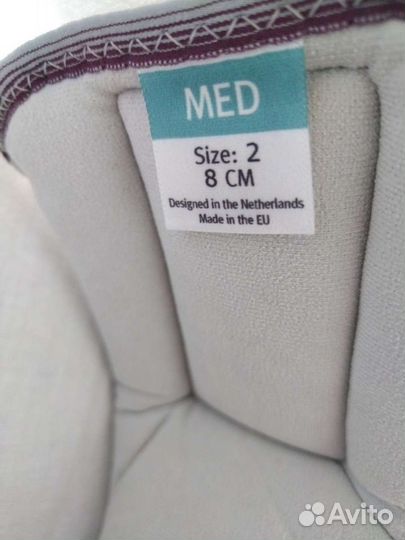 MED
Size: 2
8 CM
Designed in the Netherlands
Made in the EU
Avito